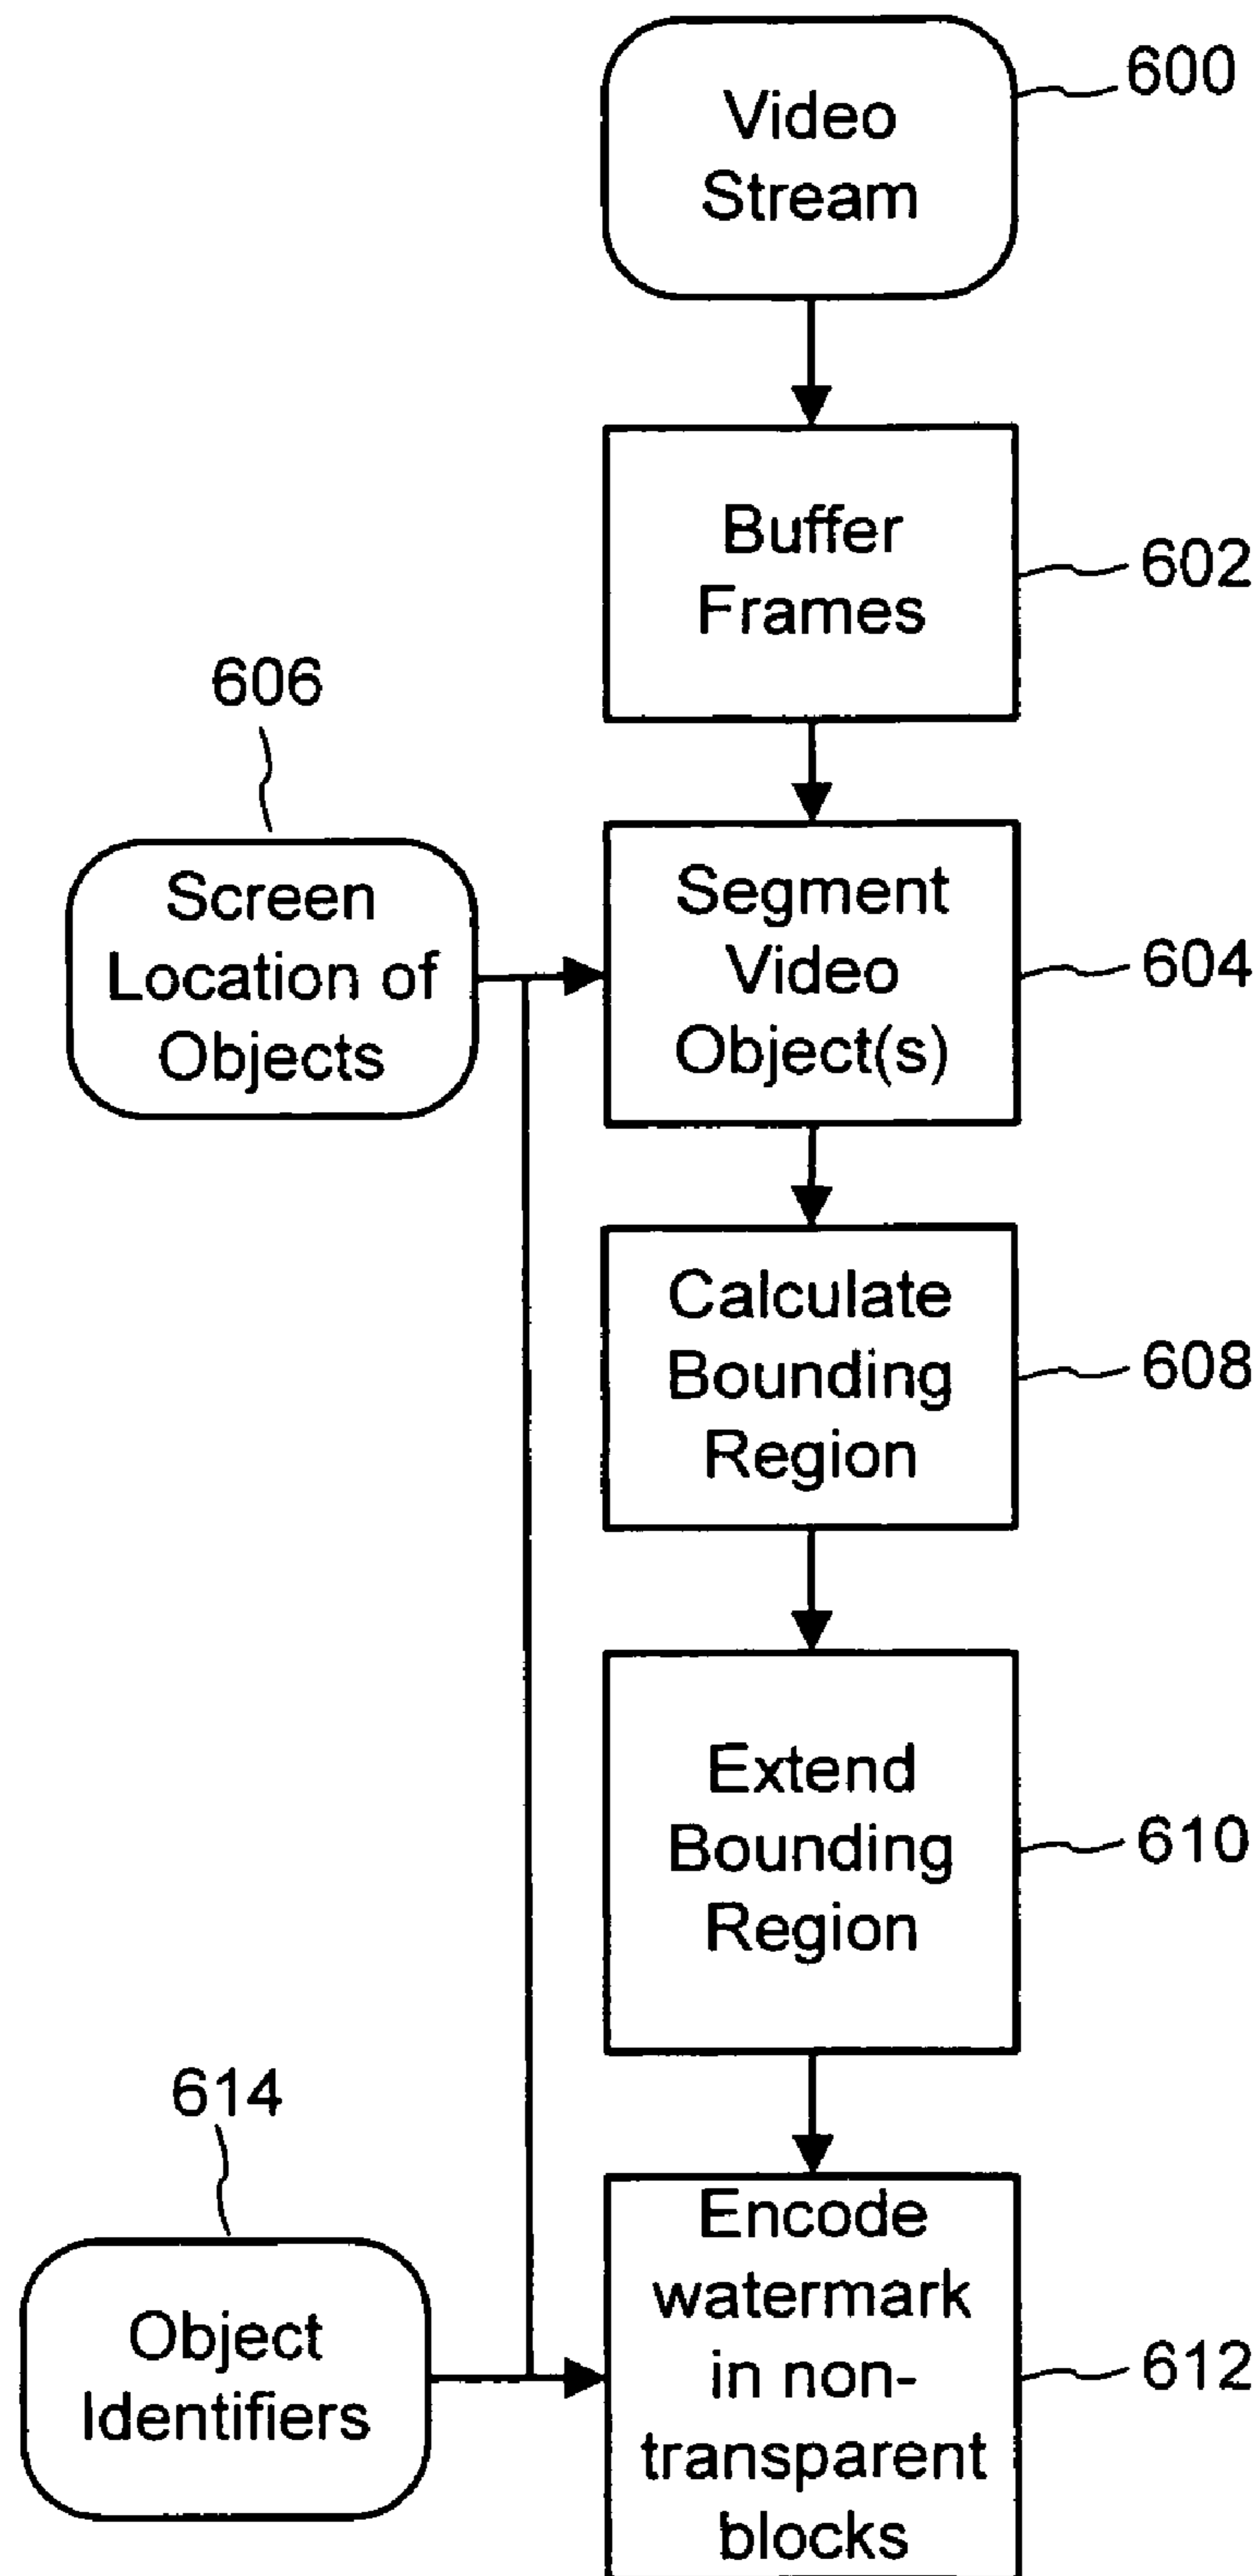 Video
Stream
600
Buffer
Frames
602
606
Screen
Location of
Objects
Segment
Video
Object(s)
604
Calculate
Bounding
Region
608
Extend
Bounding
Region
610
614
Object
Identifiers
Encode
watermark
in non-
transparent
blocks
612